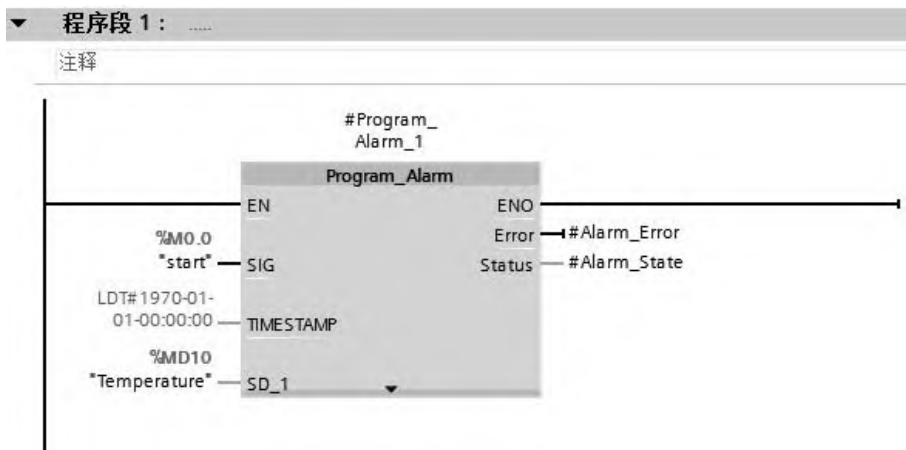 程序段 1： .....
注释
#Program_
Alarm_1
Program_Alarm
EN
ENO
%M0.0
Error
#Alarm_Error
"start"
SIG
Status
#Alarm_State
LDT#1970-01-
01-00:00:00
TIMESTAMP
%MD10
"Temperature"
SD_1